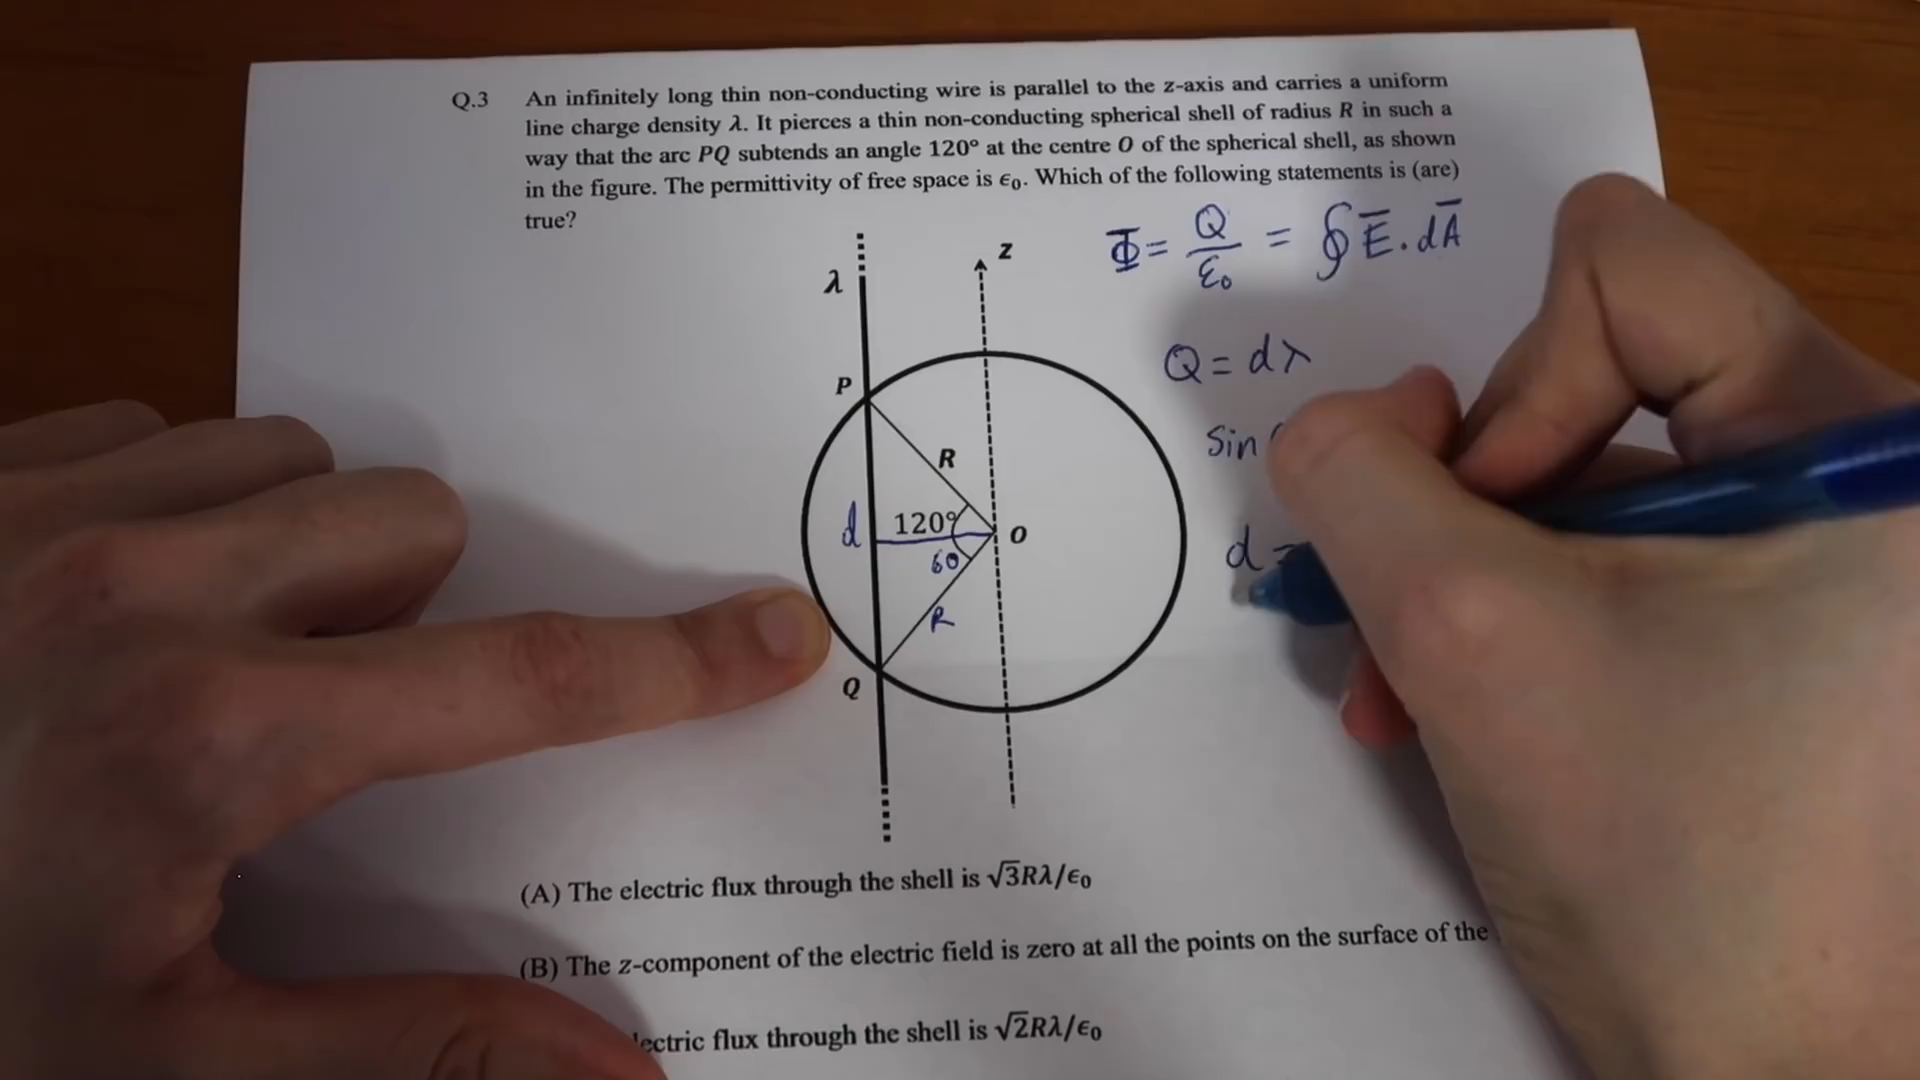 Q.3 An infinitely long thin non-conducting wire is parallel to the z-axis and carries a uniform
line charge density λ. It pierces a thin non-conducting spherical shell of radius R in such a
way that the arc PQ subtends an angle 120° at the centre O of the spherical shell, as shown
in the figure. The permittivity of free space is ϵ₀. Which of the following statements is (are)
true?
Φ = Q/ε₀ = ∮E̅.dA̅
z
λ
Q = dλ
P
sin
R
d 120° O
60
d =
R
Q
(A) The electric flux through the shell is √3Rλ/ϵ₀
(B) The z-component of the electric field is zero at all the points on the surface of the
electric flux through the shell is √2Rλ/ϵ₀